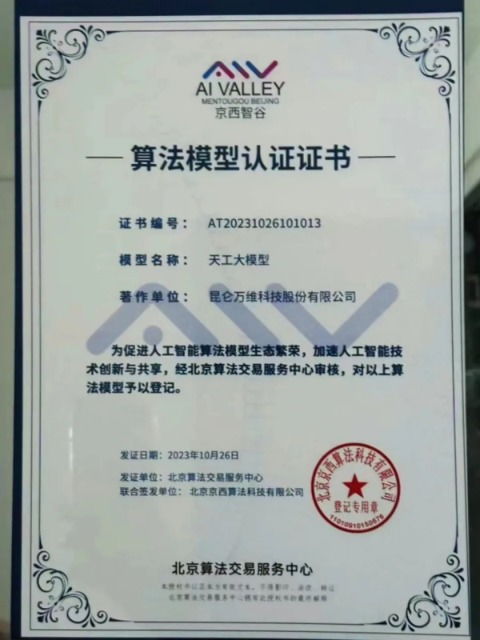 AI VALLEY
MENTOUGOU BEIJING
京西智谷
算法模型认证证书
证书编号： AT20231026101013
模型名称： 天工大模型
著作单位： 昆仑万维科技股份有限公司
为促进人工智能算法模型生态繁荣，加速人工智能技
术创新与共享，经北京算法交易服务中心审核，对以上算
法模型予以登记。
发证日期：2023年10月26日
发证单位：北京算法交易服务中心
联合签发单位：北京京西算法科技有限公司
北京京西算法科技有限公司
登记专用章
11010910150676
北京算法交易服务中心